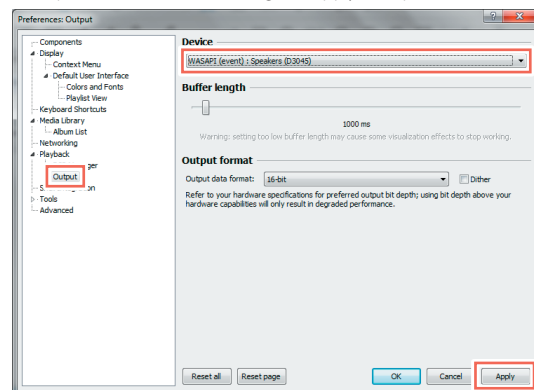 Preferences: Output
Components
Display
Context Menu
Default User Interface
Colors and Fonts
Playlist View
Keyboard Shortcuts
Media Library
Album List
Networking
Playback
Output
Tools
Advanced
Device
WASAPI (event) : Speakers (D3045)
Buffer length
1000 ms
Warning: setting too low buffer length may cause some visualization effects to stop working.
Output format
Output data format: 16-bit Dither
Refer to your hardware specifications for preferred output bit depth; using bit depth above your
hardware capabilities will only result in degraded performance.
Reset all Reset page OK Cancel Apply